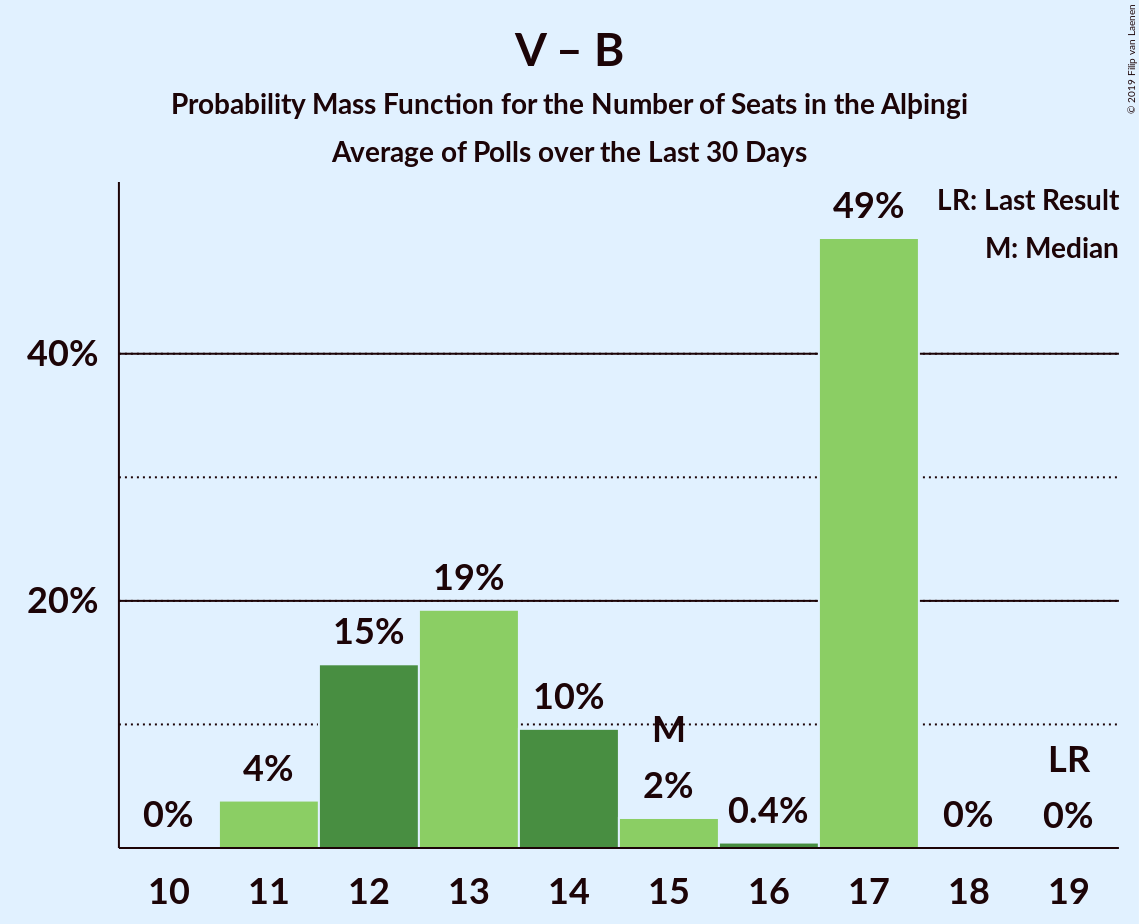 V – B
Probability Mass Function for the Number of Seats in the Alþingi
Average of Polls over the Last 30 Days
© 2019 Filip van Laenen
LR: Last Result
M: Median
40%
20%
0%
4%
15%
19%
10%
M
2%
0.4%
49%
0%
LR
0%
10 11 12 13 14 15 16 17 18 19